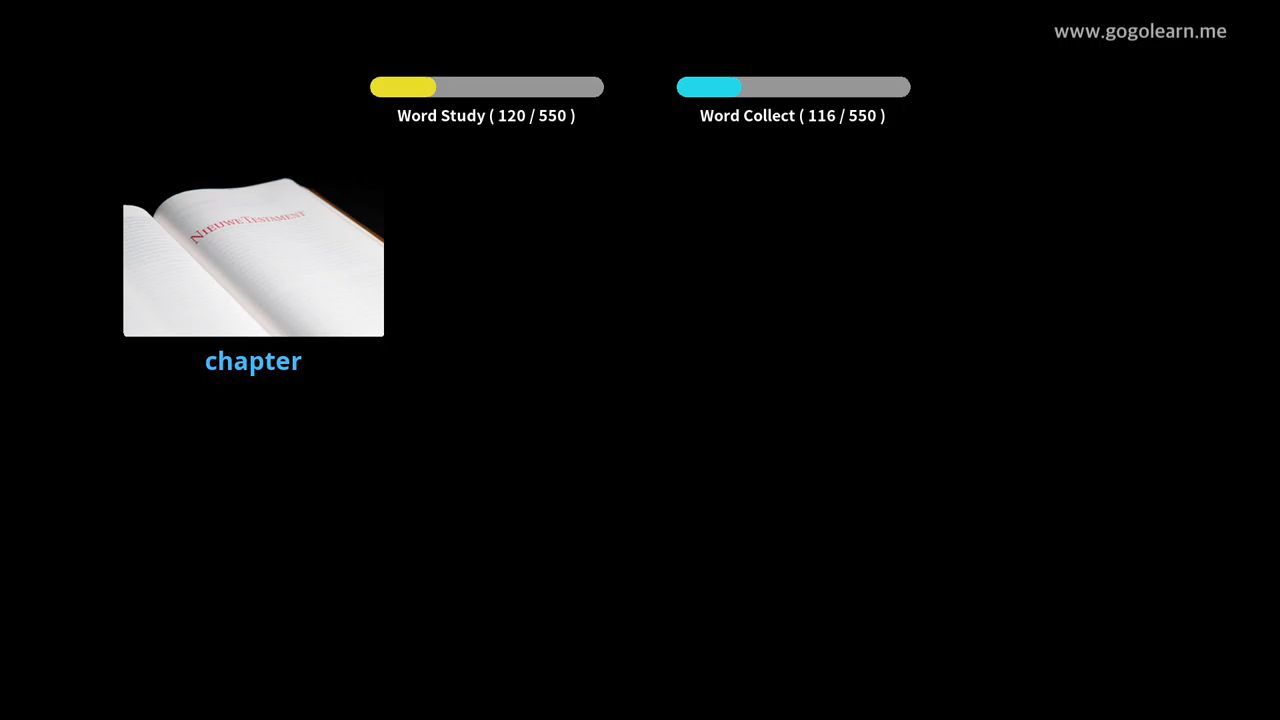 www.gogolearn.me
Word Study ( 120 / 550 )
Word Collect ( 116 / 550 )
NIEUWE TESTAMENT
chapter